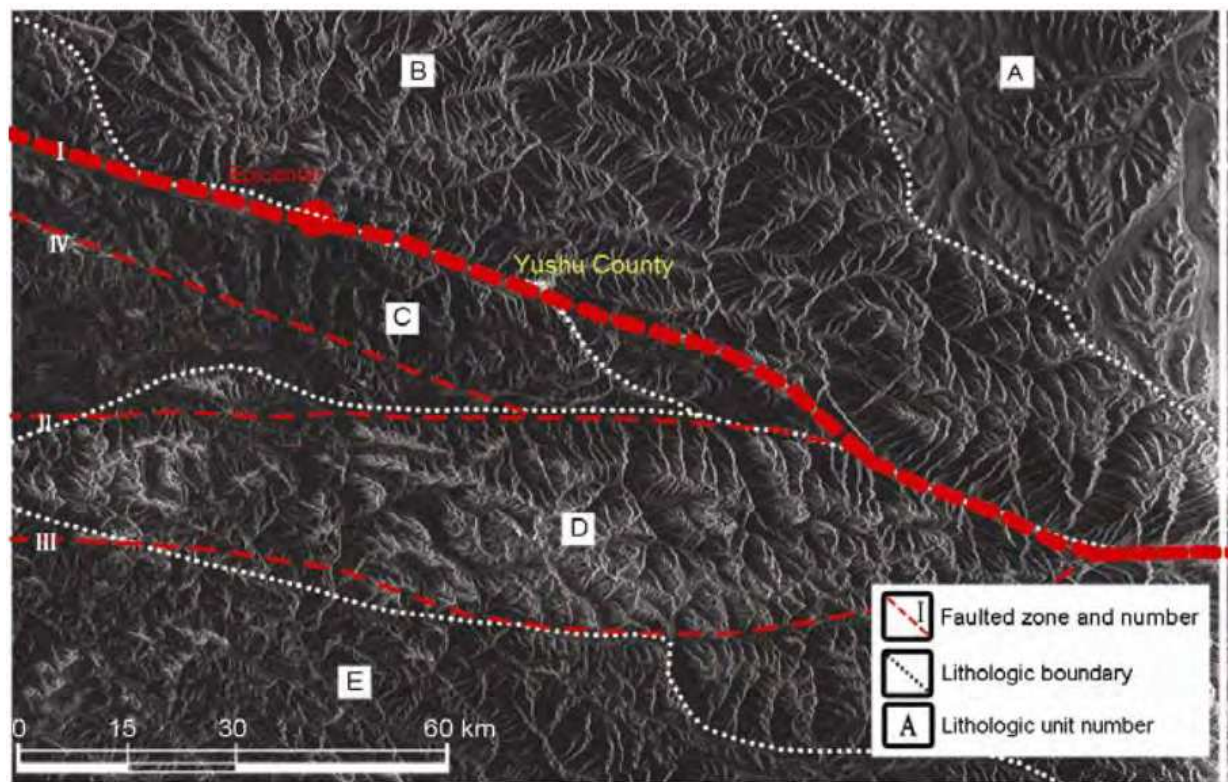 B
A
I
Epicenter
IV
Yushu County
C
II
D
III
E
0 15 30 60 km
I Faulted zone and number
Lithologic boundary
A Lithologic unit number